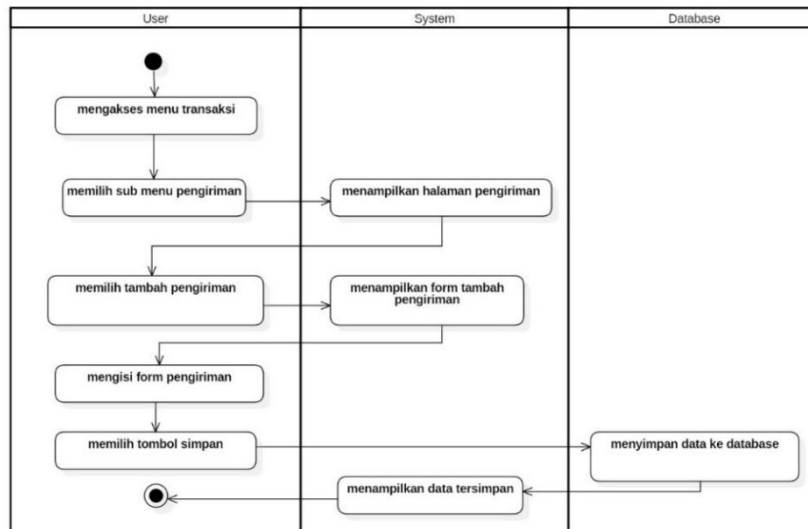 User
System
Database
mengakses menu transaksi
memilih sub menu pengiriman
menampilkan halaman pengiriman
memilih tambah pengiriman
menampilkan form tambah
pengiriman
mengisi form pengiriman
memilih tombol simpan
menyimpan data ke database
menampilkan data tersimpan